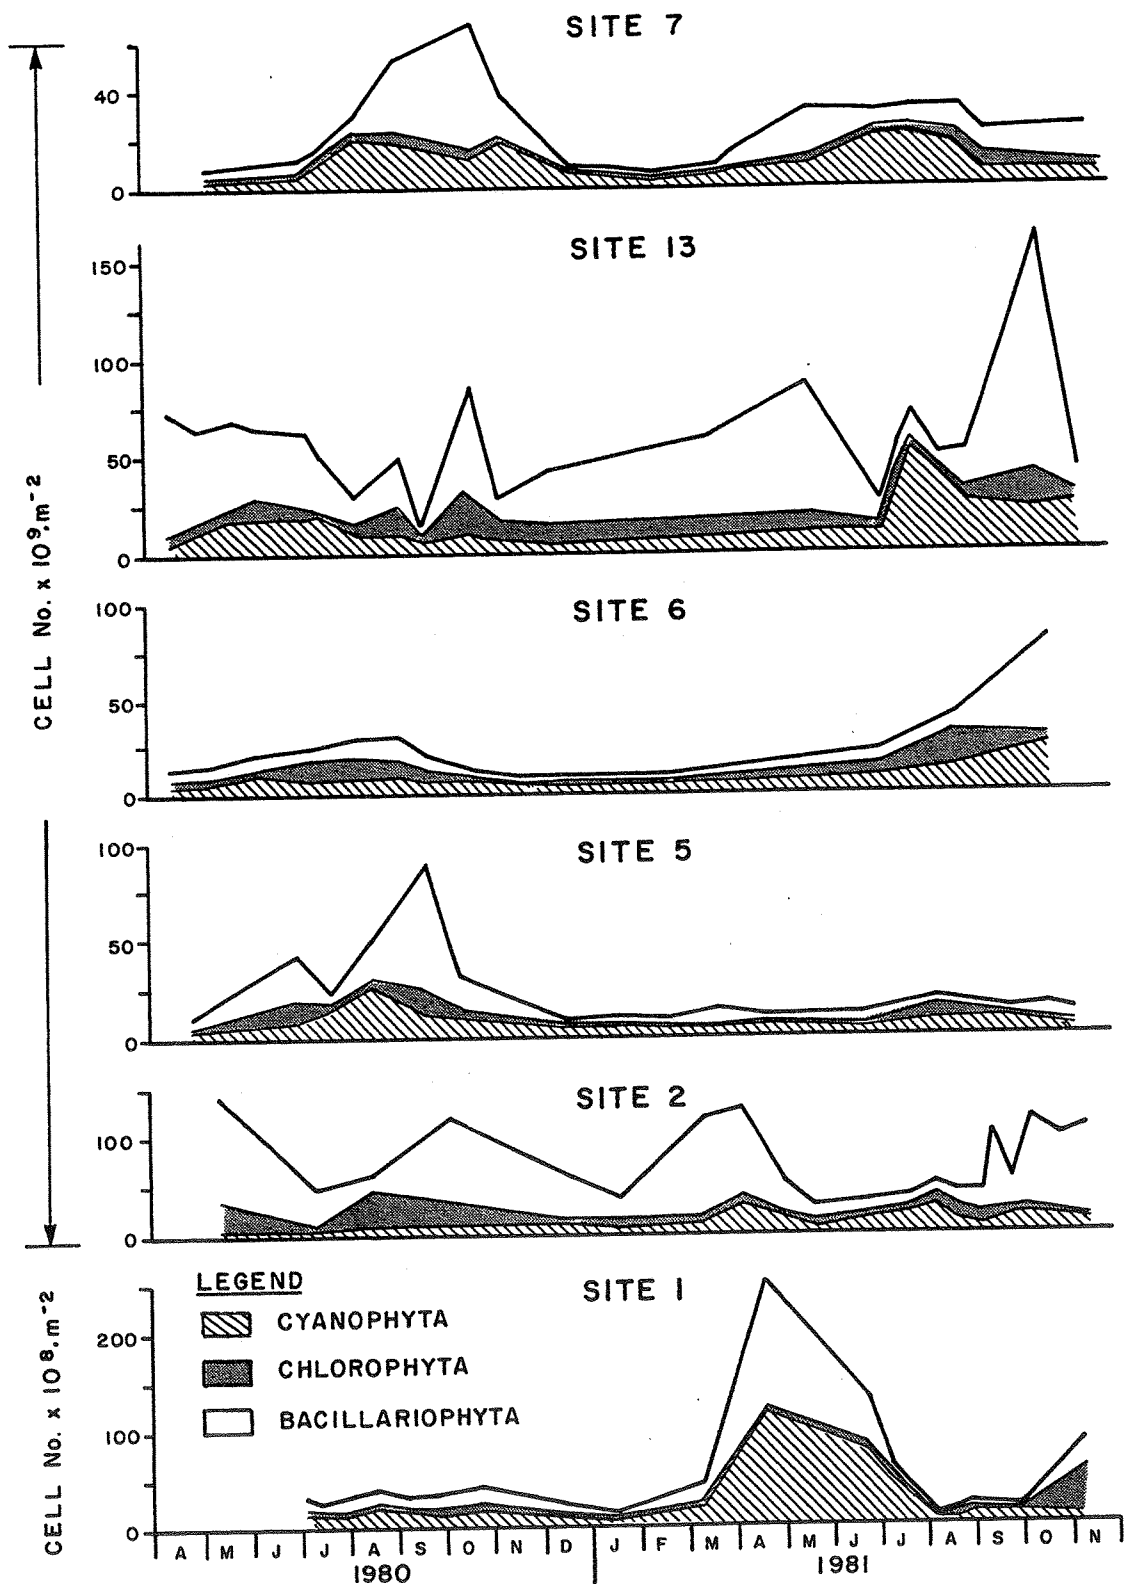 SITE 7
40
0
SITE 13
150
100
50
0
CELL No. x 10⁹.m⁻²
SITE 6
100
50
0
SITE 5
100
50
0
SITE 2
100
0
SITE 1
LEGEND
CYANOPHYTA
CHLOROPHYTA
BACILLARIOPHYTA
CELL No. x 10⁸.m⁻²
200
100
0
A M J J A S O N D J F M A M J J A S O N
1980 1981